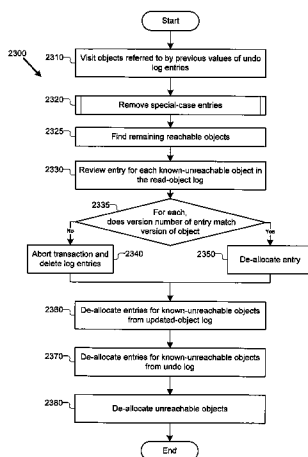 Start
2300
2310
Visit objects referred to by previous values of undo
log entries
2320
Remove special-case entries
2325
Find remaining reachable objects
2330
Review entry for each known-unreachable object in
the read-object log
2335
For each,
does version number of entry match
version of object
No
Yes
Abort transaction and
delete log entries
2340
2350
De-allocate entry
2360
De-allocate entries for known-unreachable objects
from updated-object log
2370
De-allocate entries for known-unreachable objects
from undo log
2380
De-allocate unreachable objects
End